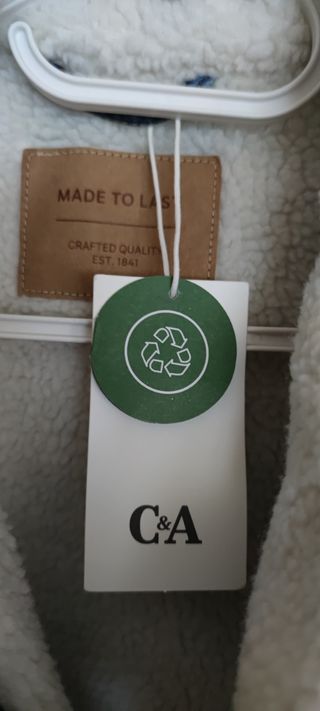 MADE TO LAST
CRAFTED QUALITY
EST. 1841
C&A